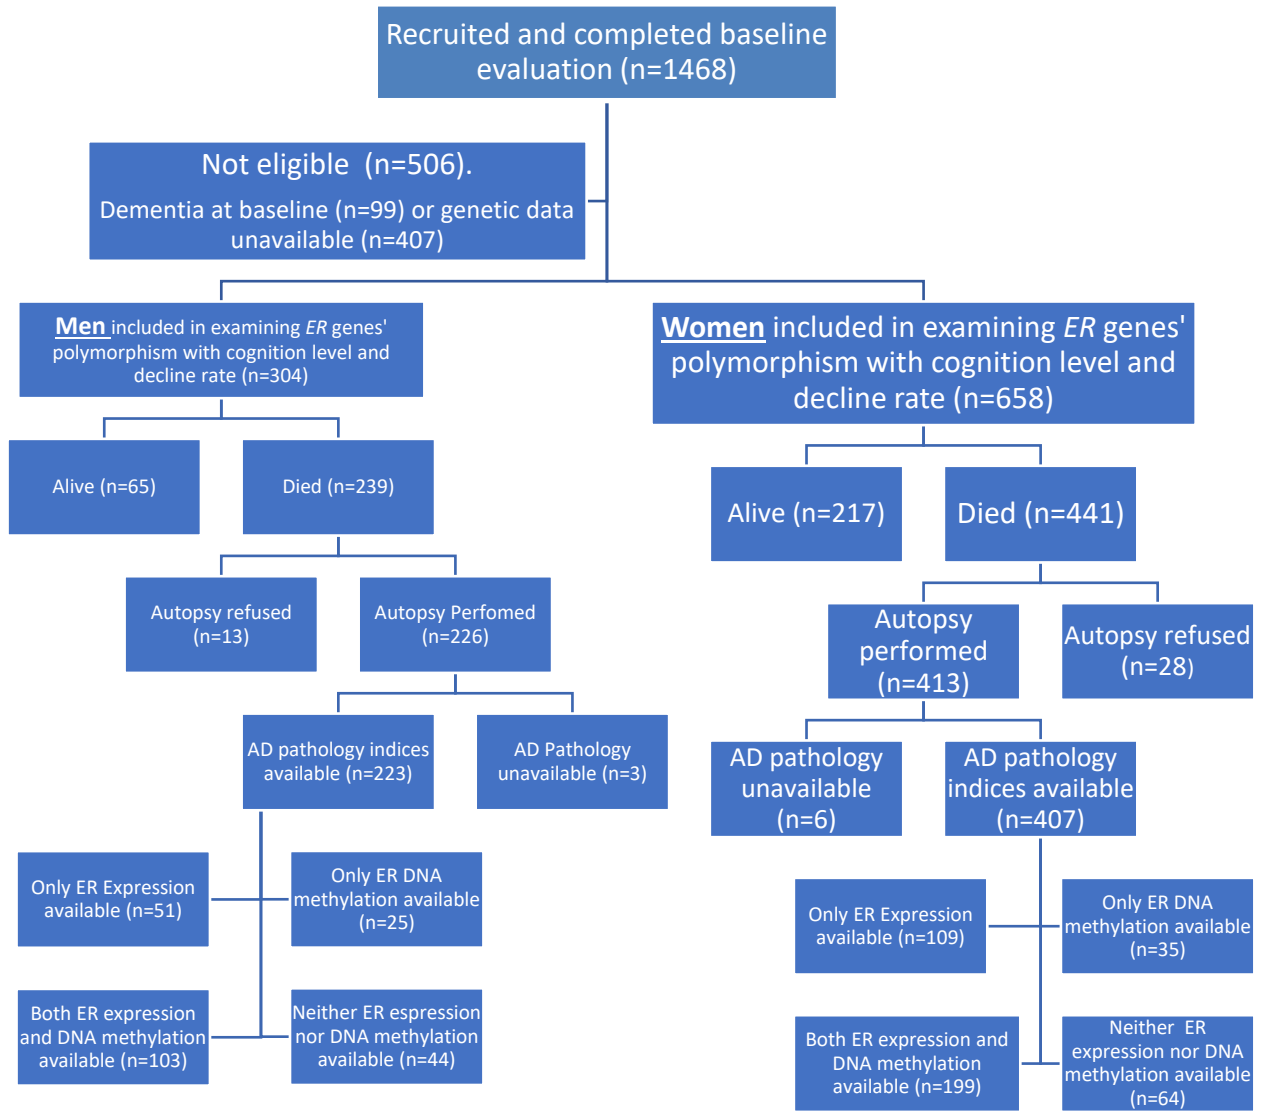 Recruited and completed baseline
evaluation (n=1468)
Not eligible (n=506).
Dementia at baseline (n=99) or genetic data
unavailable (n=407)
Men included in examining ER genes'
polymorphism with cognition level and
decline rate (n=304)
Women included in examining ER genes'
polymorphism with cognition level and
decline rate (n=658)
Alive (n=65)
Died (n=239)
Alive (n=217)
Died (n=441)
Autopsy refused
(n=13)
Autopsy Perfomed
(n=226)
Autopsy
performed
(n=413)
Autopsy refused
(n=28)
AD pathology indices
available (n=223)
AD Pathology
unavailable (n=3)
AD pathology
unavailable
(n=6)
AD pathology
indices available
(n=407)
Only ER Expression
available (n=51)
Only ER DNA
methylation available
(n=25)
Only ER Expression
available (n=109)
Only ER DNA
methylation available
(n=35)
Both ER expression
and DNA methylation
available (n=103)
Neither ER espression
nor DNA methylation
available (n=44)
Both ER expression and
DNA methylation
available (n=199)
Neither ER
expression nor DNA
methylation available
(n=64)